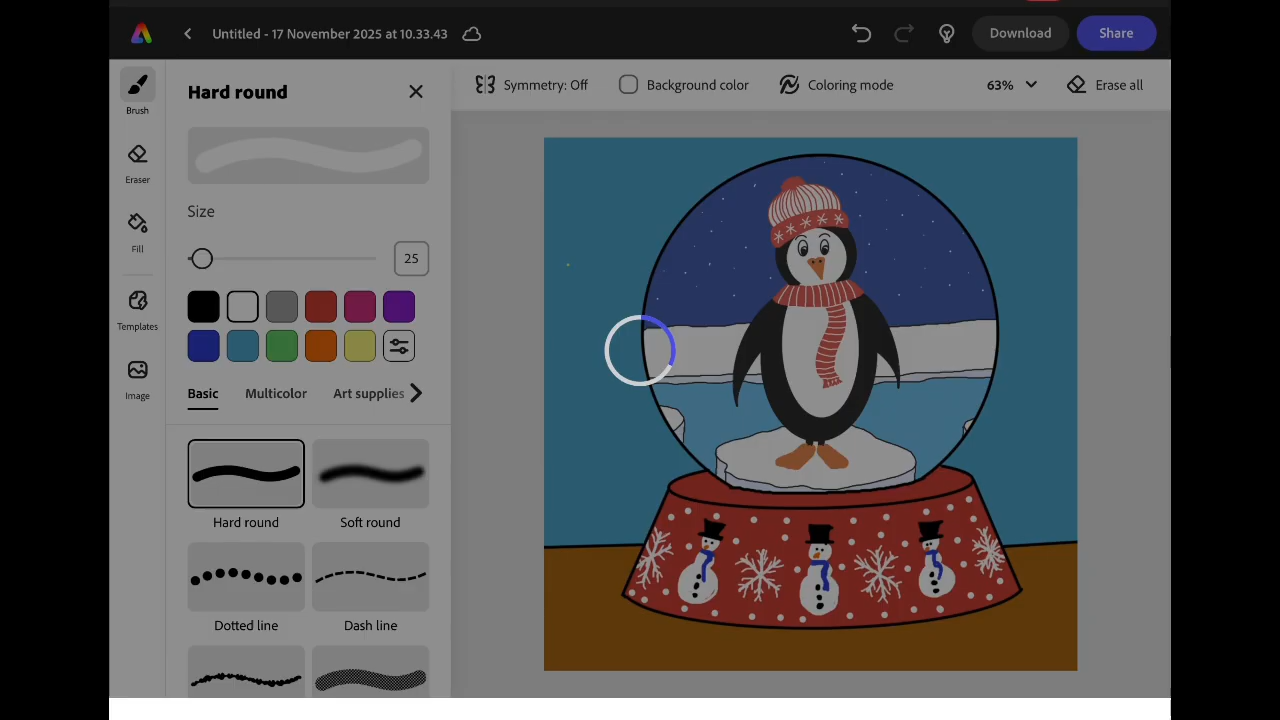 Untitled - 17 November 2025 at 10.33.43
Download
Share
Brush
Eraser
Fill
Templates
Image
Hard round
Size
25
Basic
Multicolor
Art supplies
Hard round
Soft round
Dotted line
Dash line
Symmetry: Off
Background color
Coloring mode
63%
Erase all